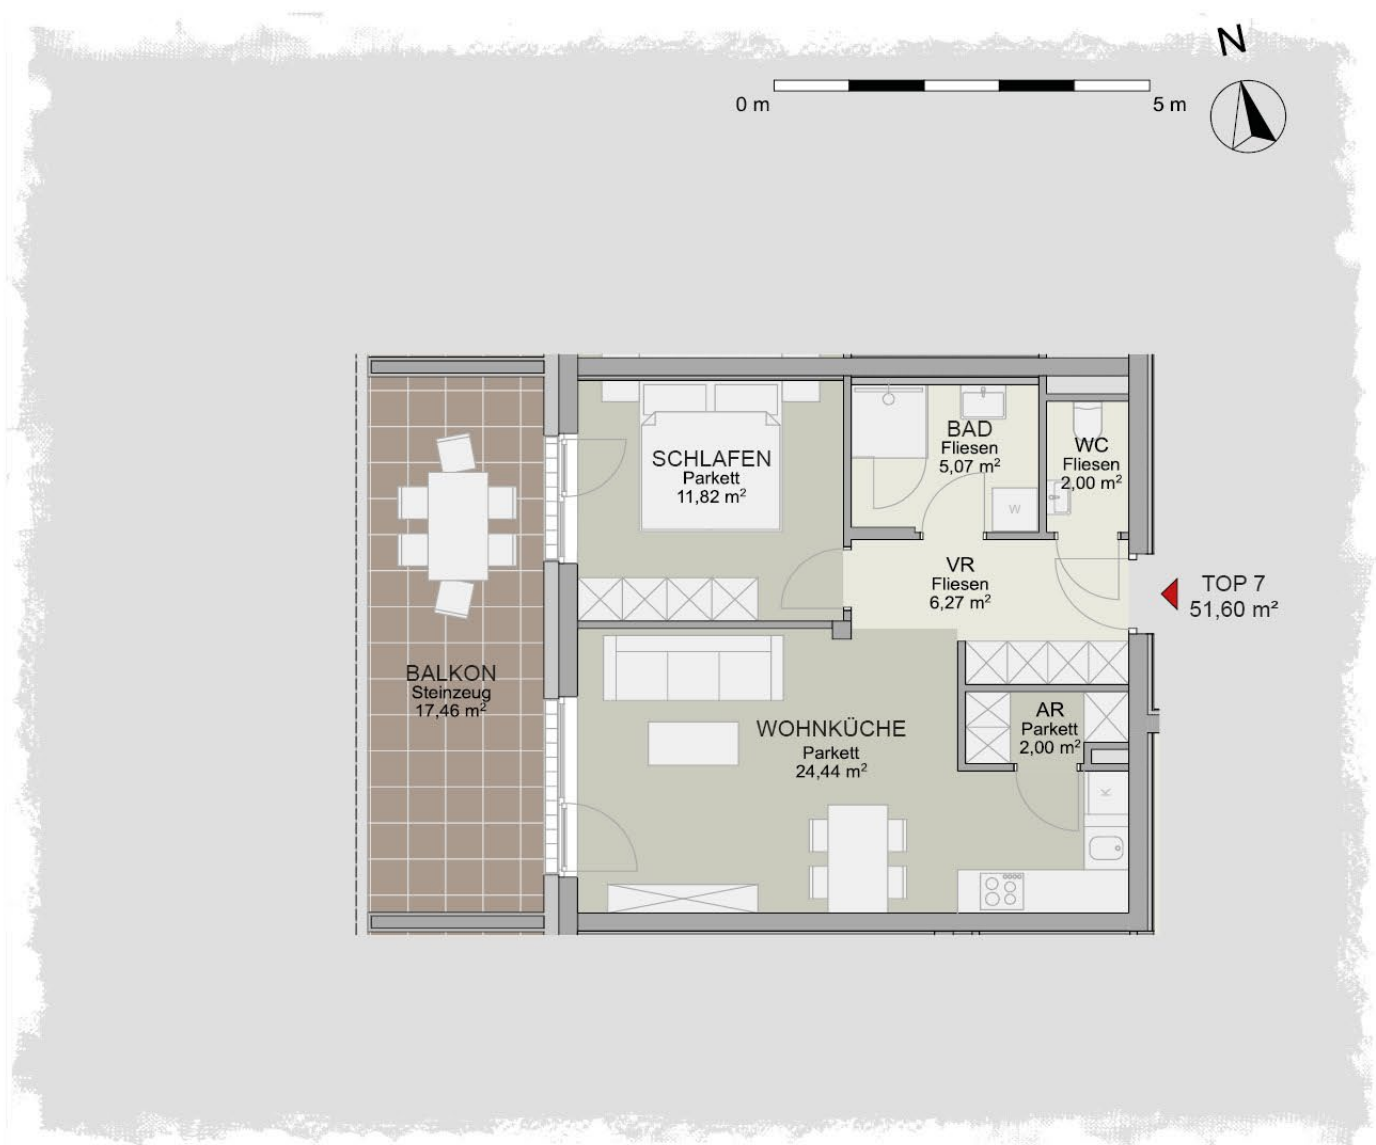 N
0 m
5 m
SCHLAFEN
Parkett
11,82 m²
BAD
Fliesen
5,07 m²
WC
Fliesen
2,00 m²
W
VR
Fliesen
6,27 m²
TOP 7
51,60 m²
BALKON
Steinzeug
17,46 m²
WOHNKÜCHE
Parkett
24,44 m²
AR
Parkett
2,00 m²
K